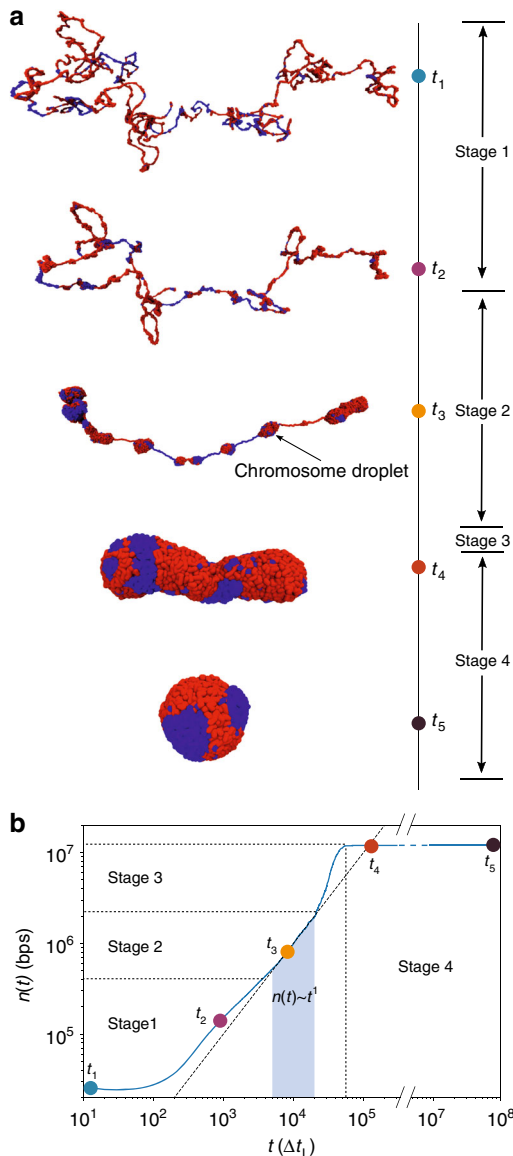 a
t1
Stage 1
t2
t3
Stage 2
Chromosome droplet
Stage 3
t4
Stage 4
t5
b
n(t) (bps)
10^7
10^6
10^5
Stage 3
Stage 2
Stage1
Stage 4
t1
t2
t3
t4
t5
n(t)~t^1
10^1
10^2
10^3
10^4
10^5
10^7
10^8
t (Δt_L)